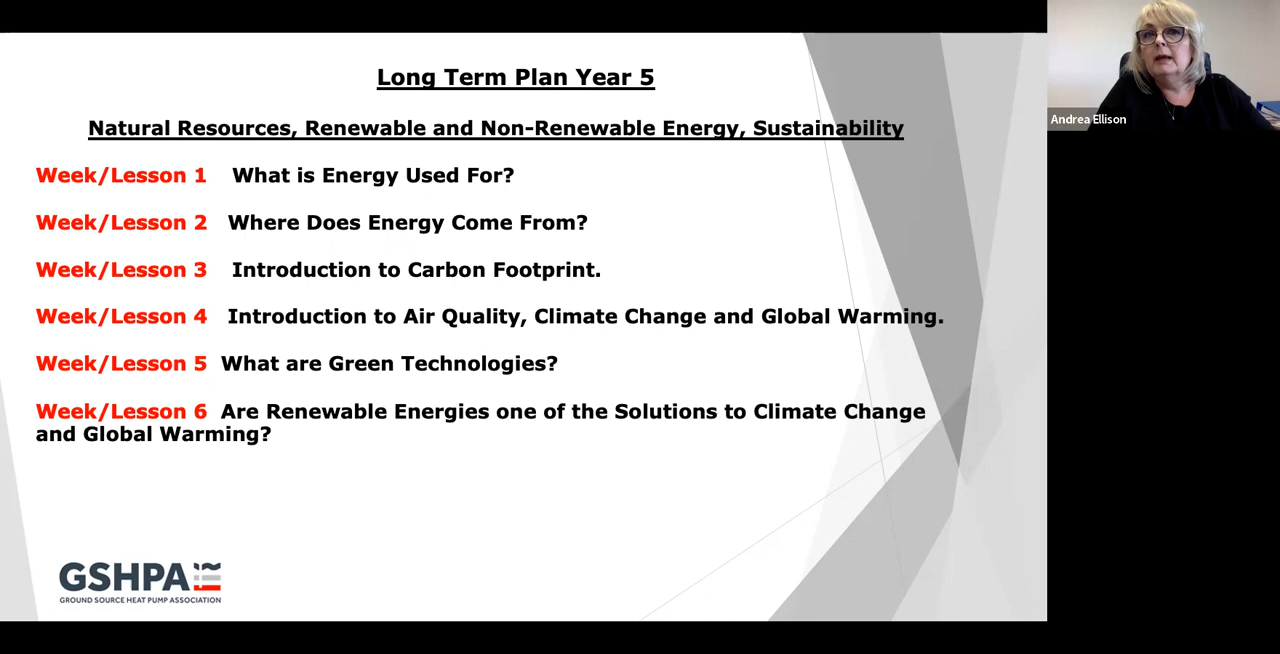 Long Term Plan Year 5
Natural Resources, Renewable and Non-Renewable Energy, Sustainability
Week/Lesson 1 What is Energy Used For?
Week/Lesson 2 Where Does Energy Come From?
Week/Lesson 3 Introduction to Carbon Footprint.
Week/Lesson 4 Introduction to Air Quality, Climate Change and Global Warming.
Week/Lesson 5 What are Green Technologies?
Week/Lesson 6 Are Renewable Energies one of the Solutions to Climate Change
and Global Warming?
GSHPA
GROUND SOURCE HEAT PUMP ASSOCIATION
Andrea Ellison